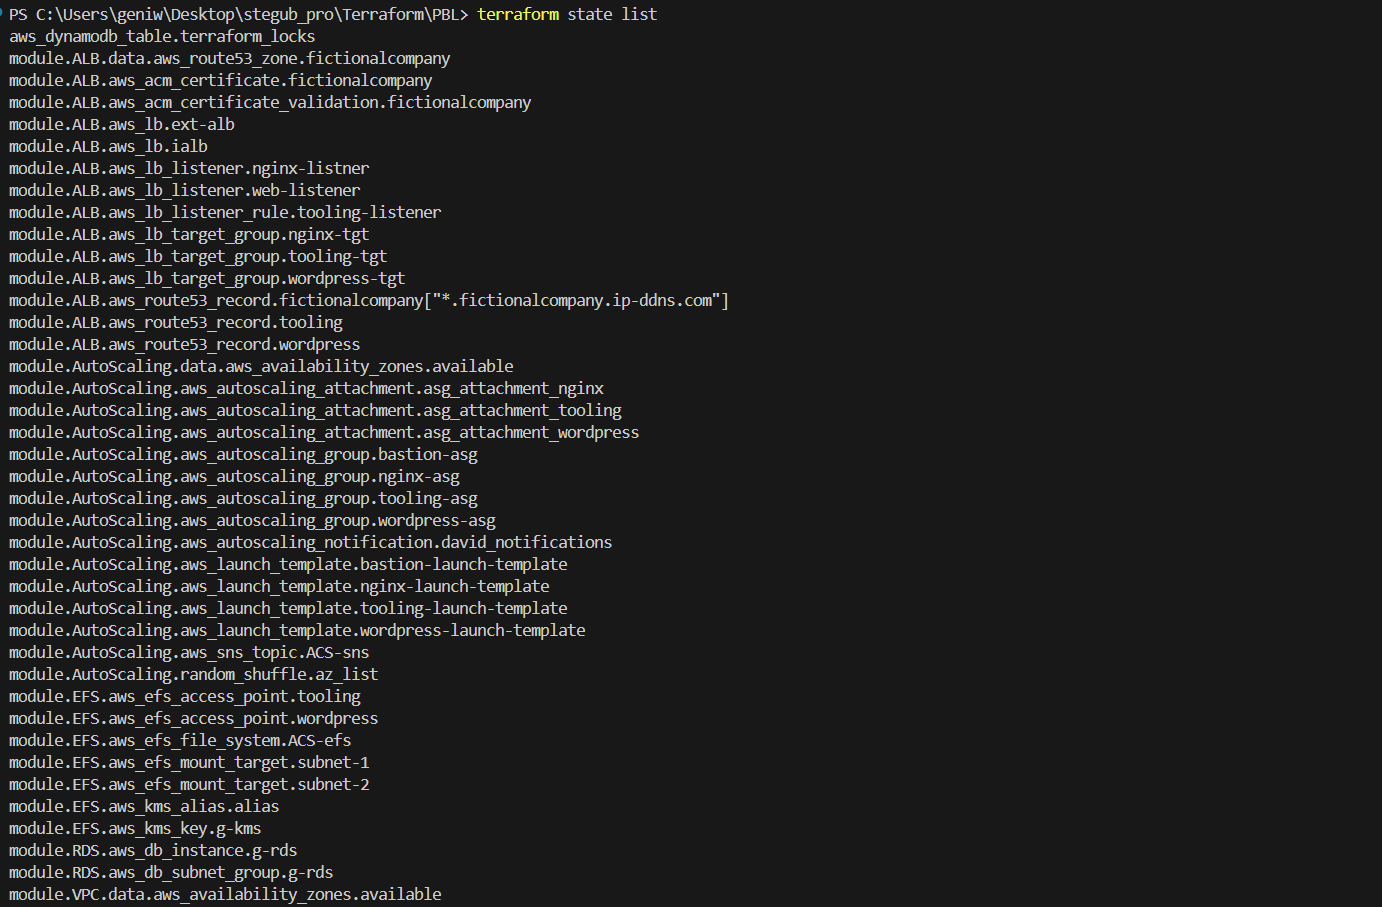 PS C:\Users\geniw\Desktop\stegub_pro\Terraform\PBL> terraform state list
aws_dynamodb_table.terraform_locks
module.ALB.data.aws_route53_zone.fictionalcompany
module.ALB.aws_acm_certificate.fictionalcompany
module.ALB.aws_acm_certificate_validation.fictionalcompany
module.ALB.aws_lb.ext-alb
module.ALB.aws_lb.ialb
module.ALB.aws_lb_listener.nginx-listner
module.ALB.aws_lb_listener.web-listener
module.ALB.aws_lb_listener_rule.tooling-listener
module.ALB.aws_lb_target_group.nginx-tgt
module.ALB.aws_lb_target_group.tooling-tgt
module.ALB.aws_lb_target_group.wordpress-tgt
module.ALB.aws_route53_record.fictionalcompany["*.fictionalcompany.ip-ddns.com"]
module.ALB.aws_route53_record.tooling
module.ALB.aws_route53_record.wordpress
module.AutoScaling.data.aws_availability_zones.available
module.AutoScaling.aws_autoscaling_attachment.asg_attachment_nginx
module.AutoScaling.aws_autoscaling_attachment.asg_attachment_tooling
module.AutoScaling.aws_autoscaling_attachment.asg_attachment_wordpress
module.AutoScaling.aws_autoscaling_group.bastion-asg
module.AutoScaling.aws_autoscaling_group.nginx-asg
module.AutoScaling.aws_autoscaling_group.tooling-asg
module.AutoScaling.aws_autoscaling_group.wordpress-asg
module.AutoScaling.aws_autoscaling_notification.david_notifications
module.AutoScaling.aws_launch_template.bastion-launch-template
module.AutoScaling.aws_launch_template.nginx-launch-template
module.AutoScaling.aws_launch_template.tooling-launch-template
module.AutoScaling.aws_launch_template.wordpress-launch-template
module.AutoScaling.aws_sns_topic.ACS-sns
module.AutoScaling.random_shuffle.az_list
module.EFS.aws_efs_access_point.tooling
module.EFS.aws_efs_access_point.wordpress
module.EFS.aws_efs_file_system.ACS-efs
module.EFS.aws_efs_mount_target.subnet-1
module.EFS.aws_efs_mount_target.subnet-2
module.EFS.aws_kms_alias.alias
module.EFS.aws_kms_key.g-kms
module.RDS.aws_db_instance.g-rds
module.RDS.aws_db_subnet_group.g-rds
module.VPC.data.aws_availability_zones.available